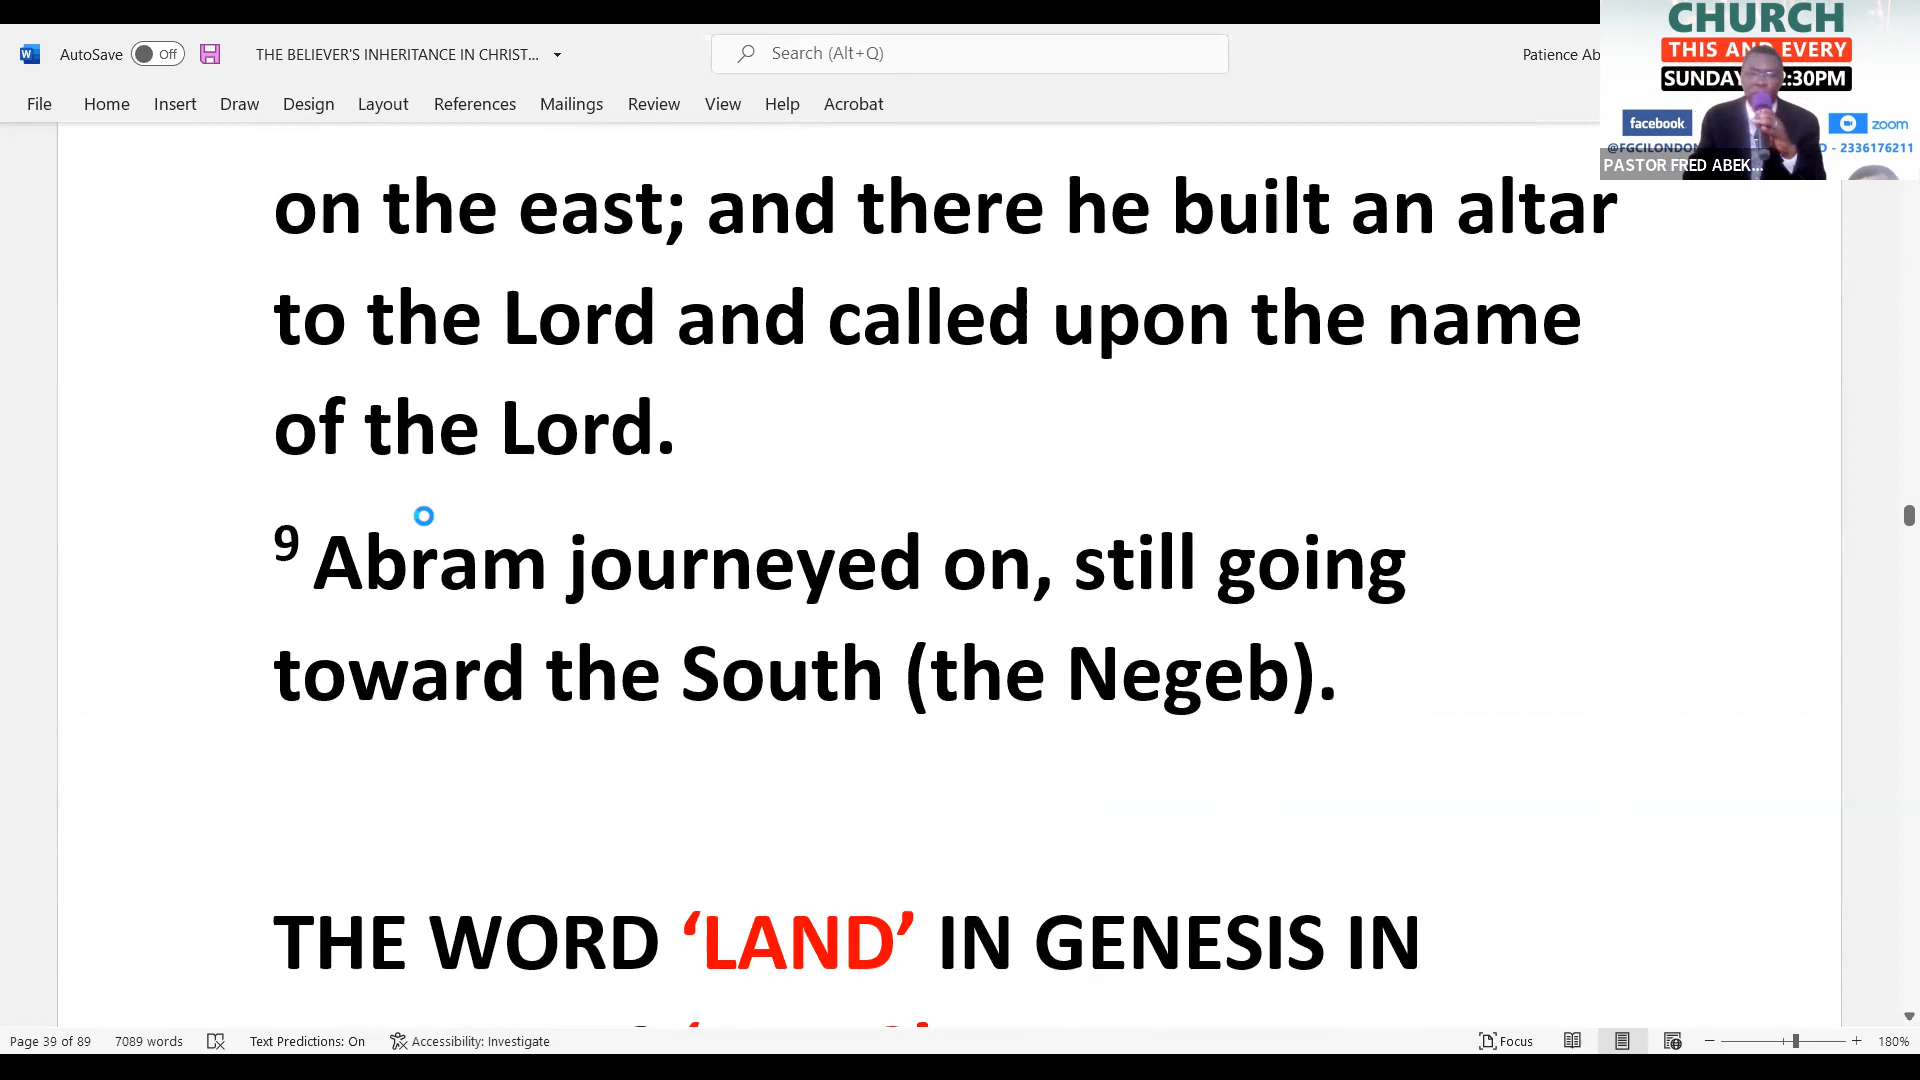 AutoSave Off THE BELIEVER'S INHERITANCE IN CHRIST... Search (Alt+Q) Patience Ab
File Home Insert Draw Design Layout References Mailings Review View Help Acrobat
CHURCH
THIS AND EVERY
SUNDAY 2:30PM
facebook zoom
@FGCILONDON D - 2336176211
PASTOR FRED ABEK...
on the east; and there he built an altar
to the Lord and called upon the name
of the Lord.
9 Abram journeyed on, still going
toward the South (the Negeb).
THE WORD ‘LAND’ IN GENESIS IN
Page 39 of 89 7089 words Text Predictions: On Accessibility: Investigate Focus 180%